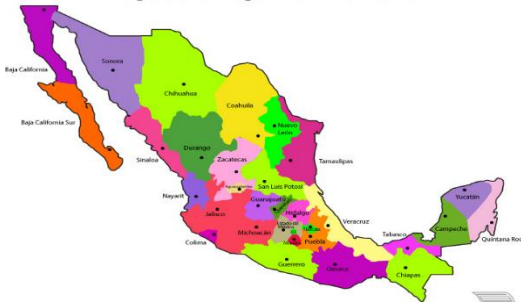 Baja California
Sonora
Chihuahua
Coahuila
Baja California Sur
Nuevo
León
Sinaloa
Durango
Tamaulipas
Zacatecas
San Luis Potosí
Nayarit
Jalisco
Guanajuato
Hidalgo
Veracruz
Yucatán
Colima
Michoacán
Puebla
Tabasco
Campeche
Quintana Roo
Guerrero
Oaxaca
Chiapas